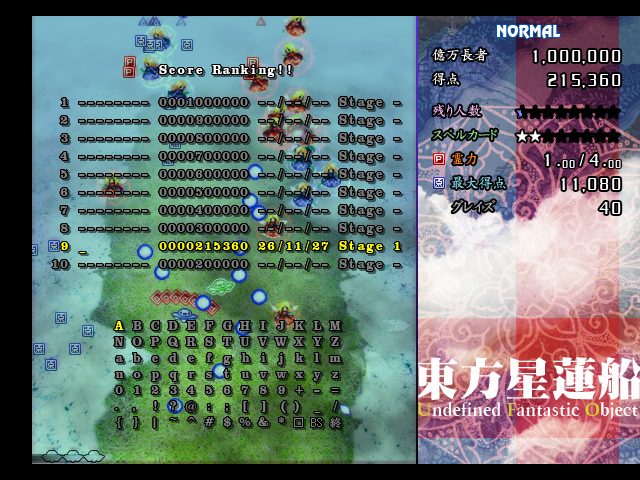 NORMAL
Score Ranking!!
億万長者 1,000,000
得点 215,360
残り人数
スペルカード
霊力 1.00/4.00
最大得点 11,080
グレイズ 40
1 -------- 0001000000 --/--/-- Stage -
2 -------- 0000900000 --/--/-- Stage -
3 -------- 0000800000 --/--/-- Stage -
4 -------- 0000700000 --/--/-- Stage -
5 -------- 0000600000 --/--/-- Stage -
6 -------- 0000500000 --/--/-- Stage -
7 -------- 0000400000 --/--/-- Stage -
8 -------- 0000300000 --/--/-- Stage -
9 _ 0000215360 26/11/27 Stage 1
10 -------- 0000200000 --/--/-- Stage -
A B C D E F G H I J K L M
N O P Q R S T U V W X Y Z
a b c d e f g h i j k l m
n o p q r s t u v w x y z
0 1 2 3 4 5 6 7 8 9 + - =
. , ! ? @ : ; [ ] ( ) _ /
{ } | ~ ^ # $ % & * □ BS 終
東方星蓮船
Undefined Fantastic Object